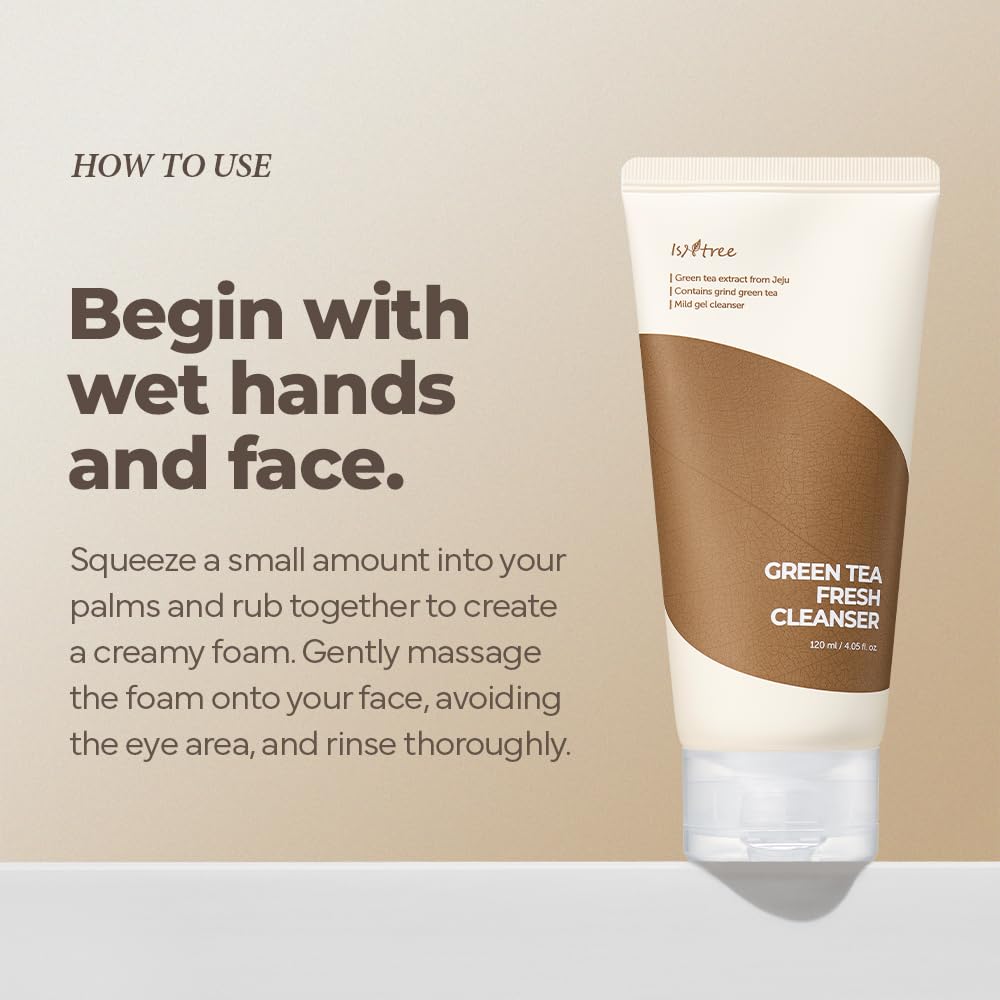 HOW TO USE
Begin with
wet hands
and face.
Squeeze a small amount into your
palms and rub together to create
a creamy foam. Gently massage
the foam onto your face, avoiding
the eye area, and rinse thoroughly.
IsNtree
Green tea extract from Jeju
Contains grind green tea
Mild gel cleanser
GREEN TEA
FRESH
CLEANSER
120 ml / 4.05 fl. oz